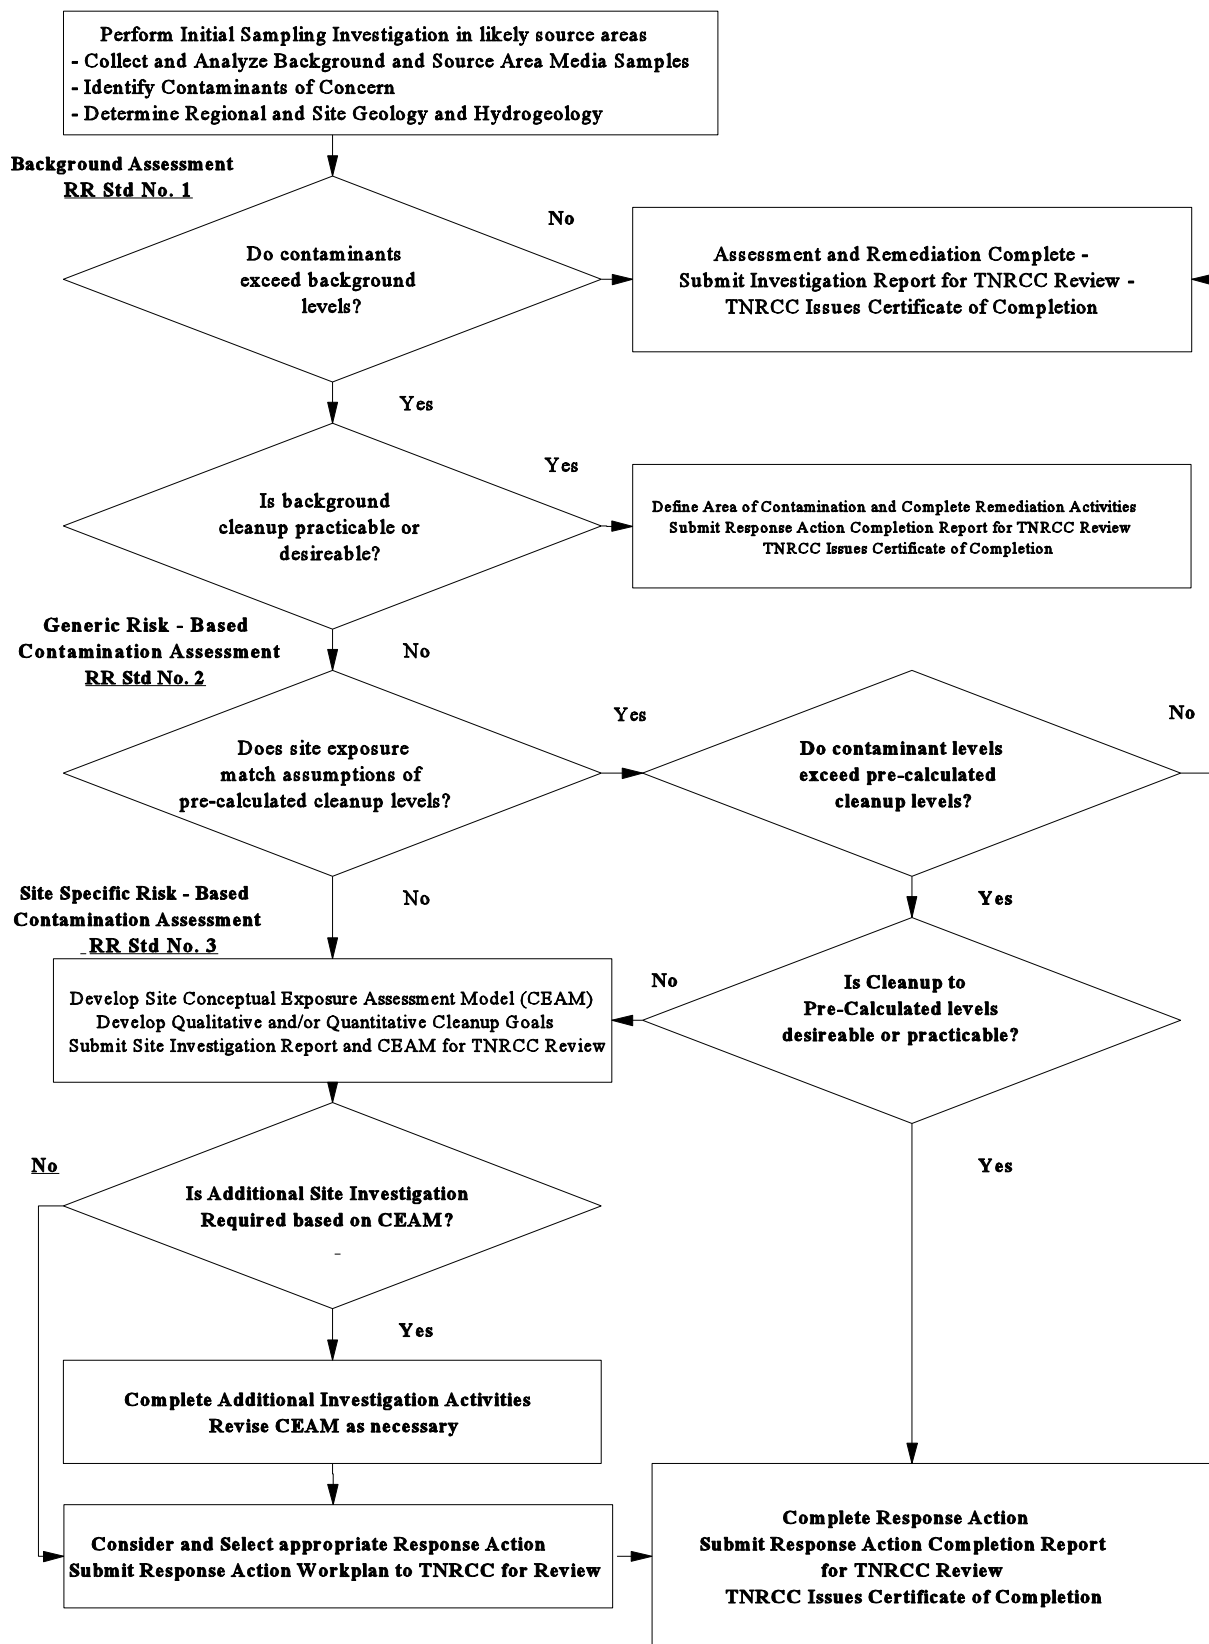 Perform Initial Sampling Investigation in likely source areas
- Collect and Analyze Background and Source Area Media Samples
- Identify Contaminants of Concern
- Determine Regional and Site Geology and Hydrogeology
Background Assessment
RR Std No. 1
No
Do contaminants
exceed background
levels?
Assessment and Remediation Complete -
Submit Investigation Report for TNRCC Review -
TNRCC Issues Certificate of Completion
Yes
Yes
Is background
cleanup practicable or
desireable?
Define Area of Contamination and Complete Remediation Activities
Submit Response Action Completion Report for TNRCC Review
TNRCC Issues Certificate of Completion
Generic Risk - Based
Contamination Assessment
RR Std No. 2
No
Yes
No
Does site exposure
match assumptions of
pre-calculated cleanup levels?
Do contaminant levels
exceed pre-calculated
cleanup levels?
Site Specific Risk - Based
Contamination Assessment
RR Std No. 3
No
Yes
No
Develop Site Conceptual Exposure Assessment Model (CEAM)
Develop Qualitative and/or Quantitative Cleanup Goals
Submit Site Investigation Report and CEAM for TNRCC Review
Is Cleanup to
Pre-Calculated levels
desireable or practicable?
No
Is Additional Site Investigation
Required based on CEAM?
Yes
Yes
Complete Additional Investigation Activities
Revise CEAM as necessary
Consider and Select appropriate Response Action
Submit Response Action Workplan to TNRCC for Review
Complete Response Action
Submit Response Action Completion Report
for TNRCC Review
TNRCC Issues Certificate of Completion